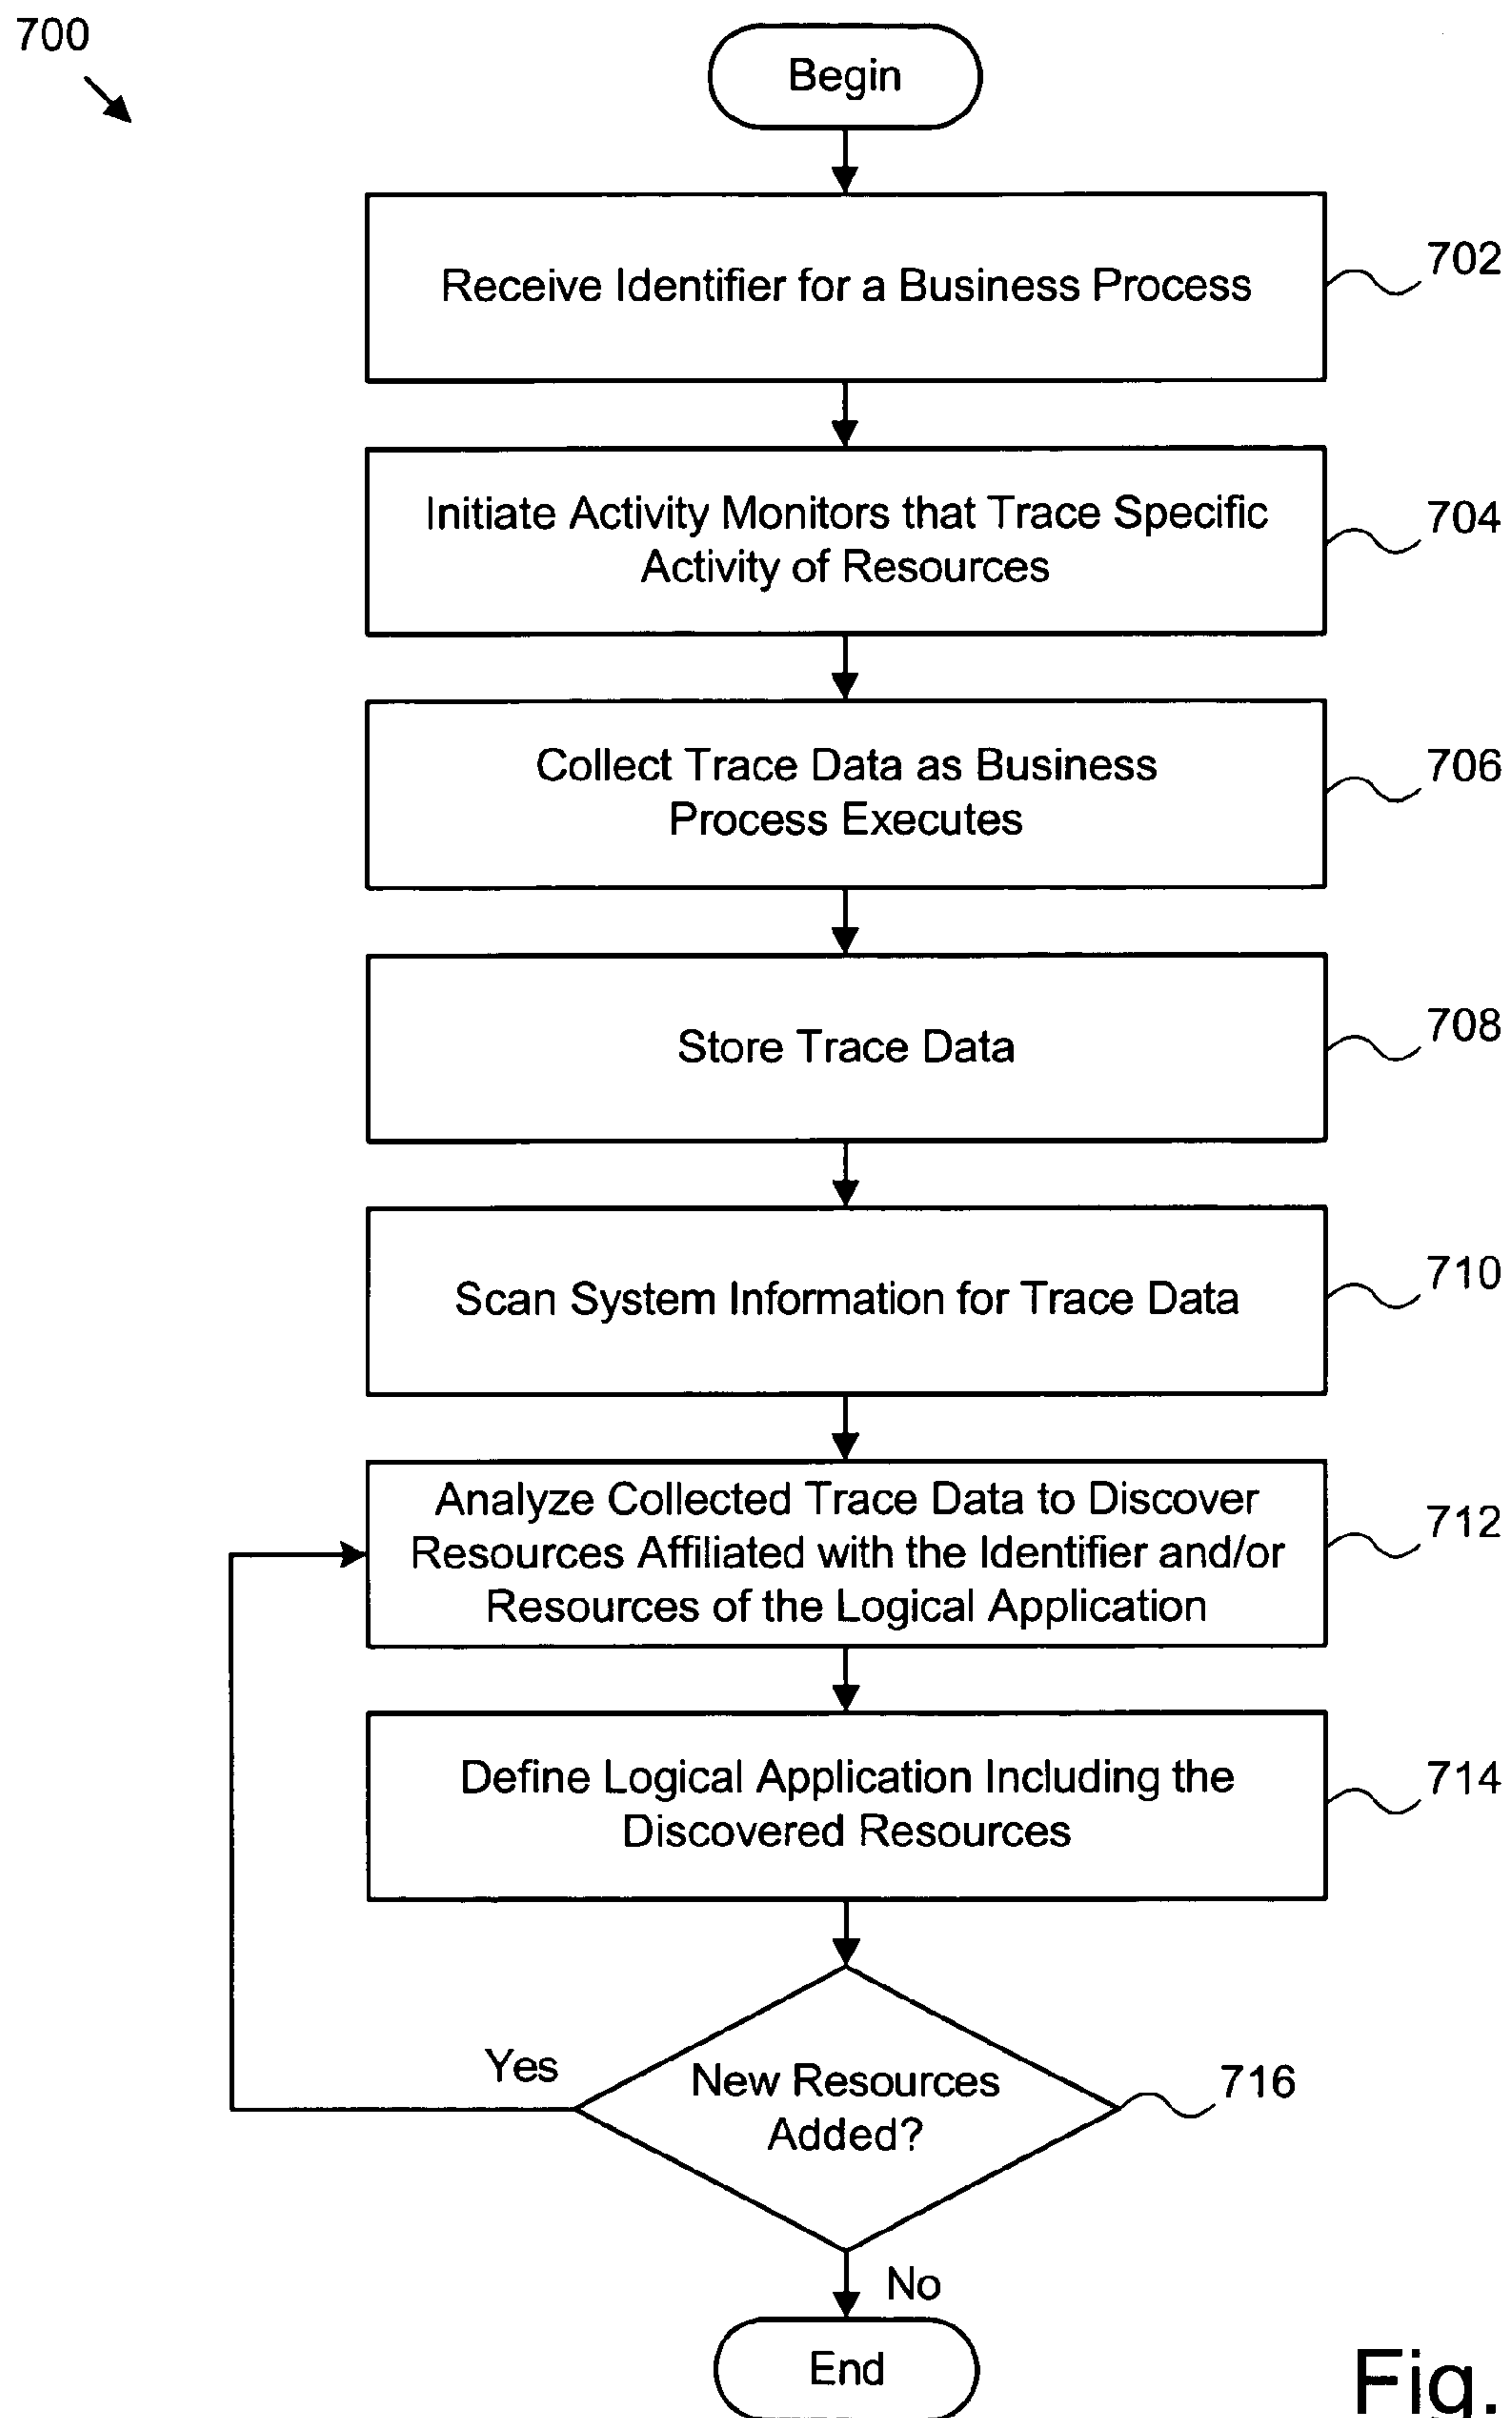 700
Begin
Receive Identifier for a Business Process
702
Initiate Activity Monitors that Trace Specific
Activity of Resources
704
Collect Trace Data as Business
Process Executes
706
Store Trace Data
708
Scan System Information for Trace Data
710
Analyze Collected Trace Data to Discover
Resources Affiliated with the Identifier and/or
Resources of the Logical Application
712
Define Logical Application Including the
Discovered Resources
714
Yes
New Resources
Added?
716
No
End
Fig.